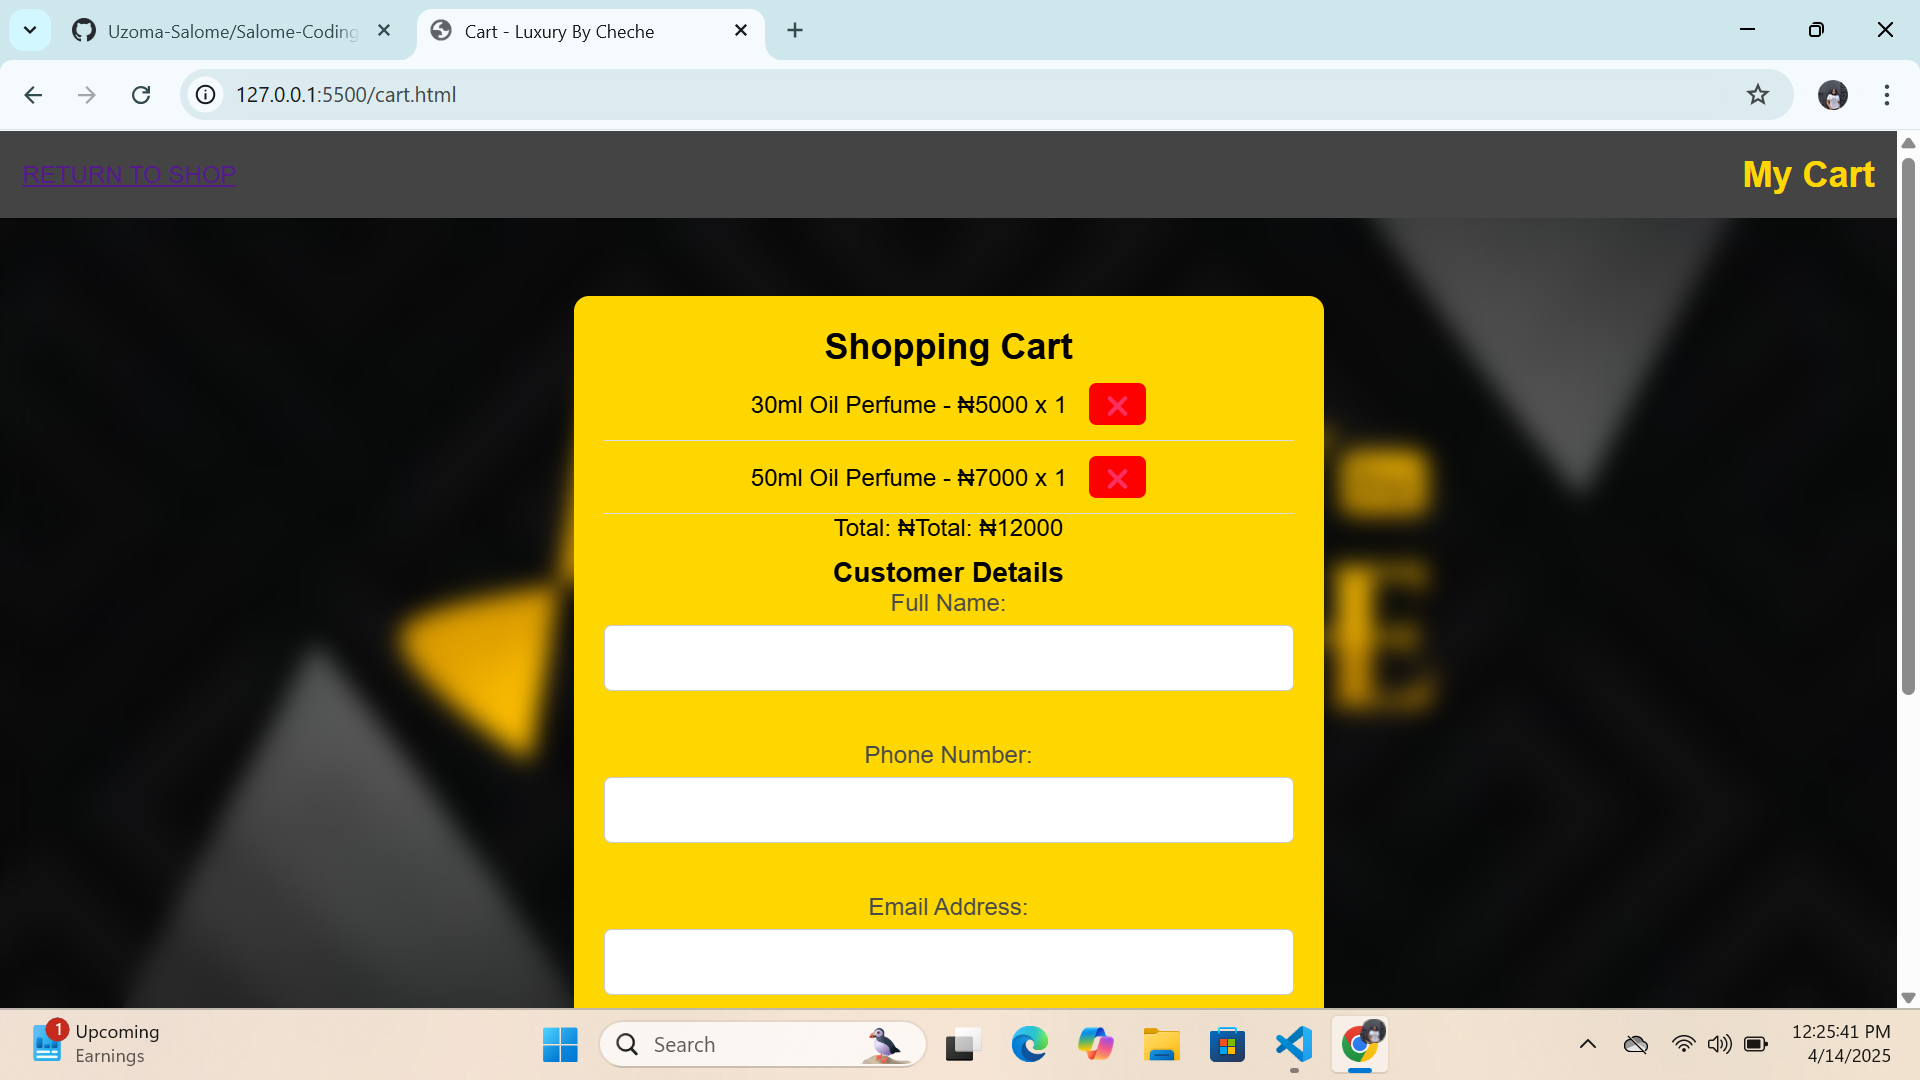 Uzoma-Salome/Salome-Coding
Cart - Luxury By Cheche
127.0.0.1:5500/cart.html
RETURN TO SHOP
My Cart
Shopping Cart
30ml Oil Perfume - ₦5000 x 1
50ml Oil Perfume - ₦7000 x 1
Total: ₦Total: ₦12000
Customer Details
Full Name:
Phone Number:
Email Address:
E
1
Upcoming
Earnings
Search
12:25:41 PM
4/14/2025